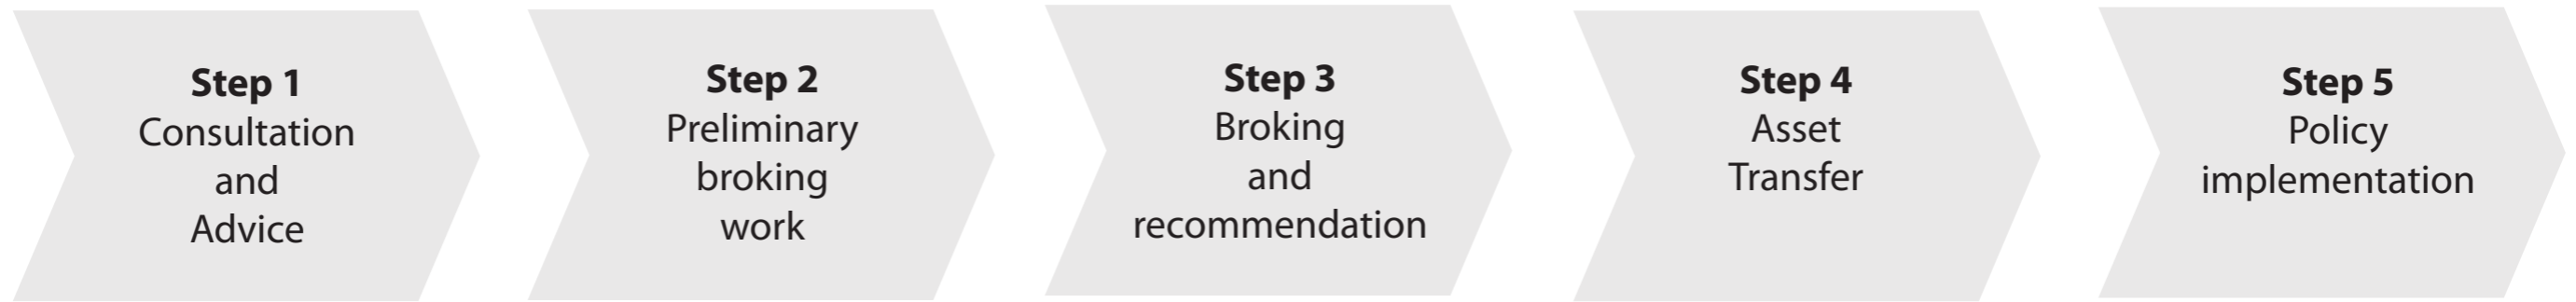 Step 1
Consultation
and
Advice
Step 2
Preliminary
broking
work
Step 3
Broking
and
recommendation
Step 4
Asset
Transfer
Step 5
Policy
implementation